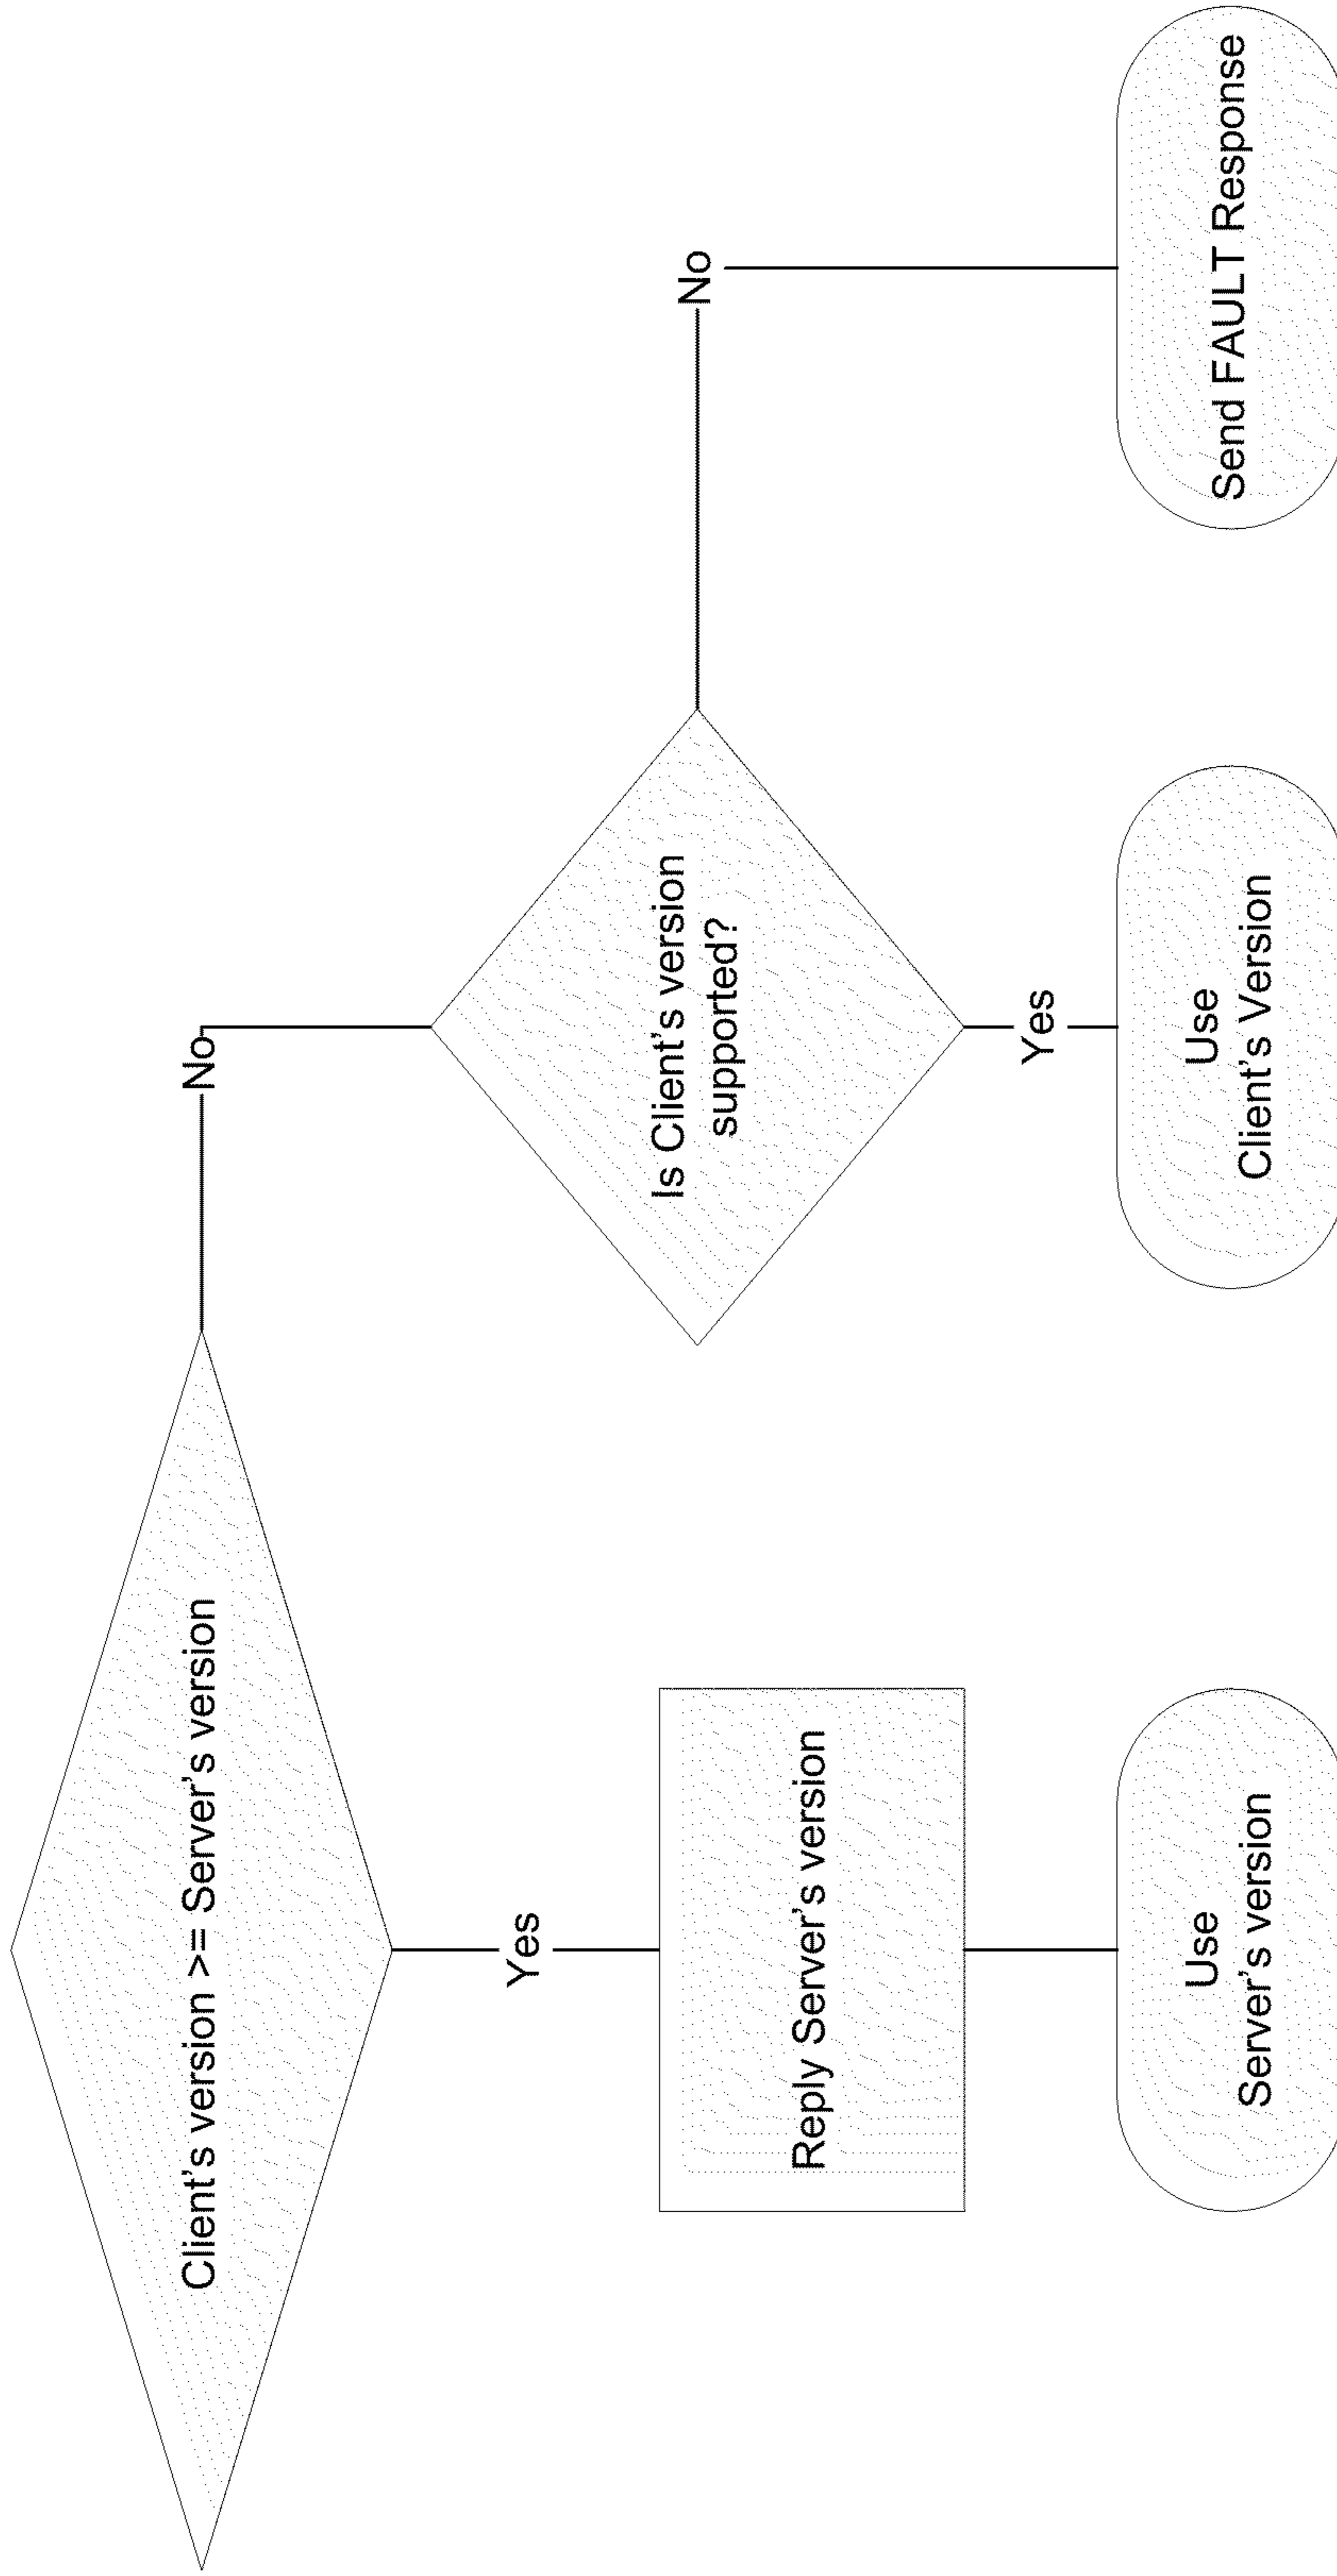 Client's version >= Server's version
No
Yes
Is Client's version
supported?
No
Reply Server's version
Yes
Use
Server's version
Use
Client's Version
Send FAULT Response